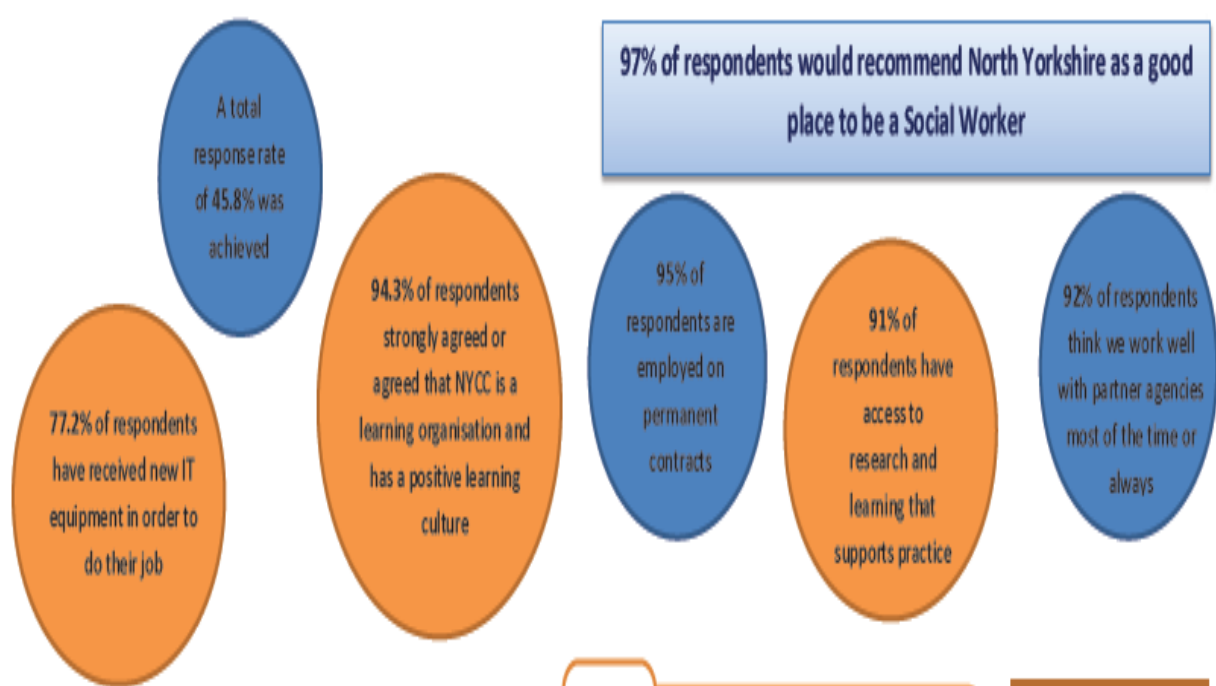 A total
response rate
of 45.8% was
achieved
97% of respondents would recommend North Yorkshire as a good
place to be a Social Worker
77.2% of respondents
have received new IT
equipment in order to
do their job
94.3% of respondents
strongly agreed or
agreed that NYCC is a
learning organisation and
has a positive learning
culture
95% of
respondents are
employed on
permanent
contracts
91% of
respondents have
access to
research and
learning that
supports practice
92% of respondents
think we work well
with partner agencies
most of the time or
always